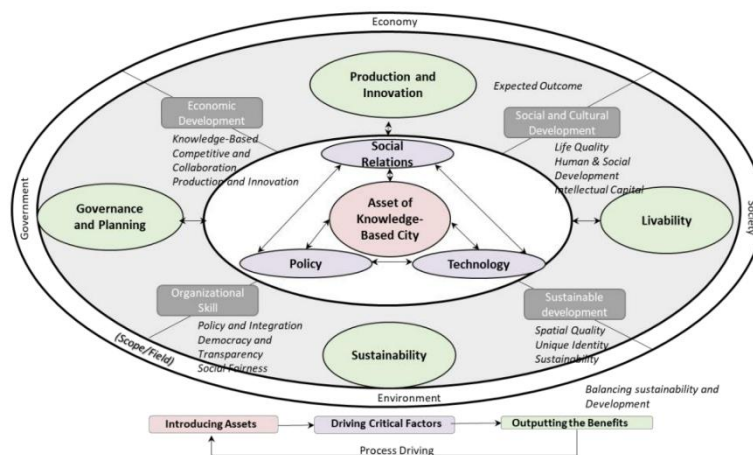 Economy
Production and
Innovation
Expected Outcome
Economic
Development
Social and Cultural
Development
Knowledge-Based
Competitive and
Collaboration
Production and Innovation
Social
Relations
Life Quality
Human & Social
Development
Intellectual Capital
Government
Governance
and Planning
Asset of
Knowledge-
Based City
Livability
Society
Policy
Technology
Organizational
Skill
Sustainable
development
Policy and Integration
Democracy and
Transparency
Social Fairness
Spatial Quality
Unique Identity
Sustainability
(Scope/Field)
Sustainability
Environment
Balancing sustainability and
Development
Introducing Assets
Driving Critical Factors
Outputting the Benefits
Process Driving